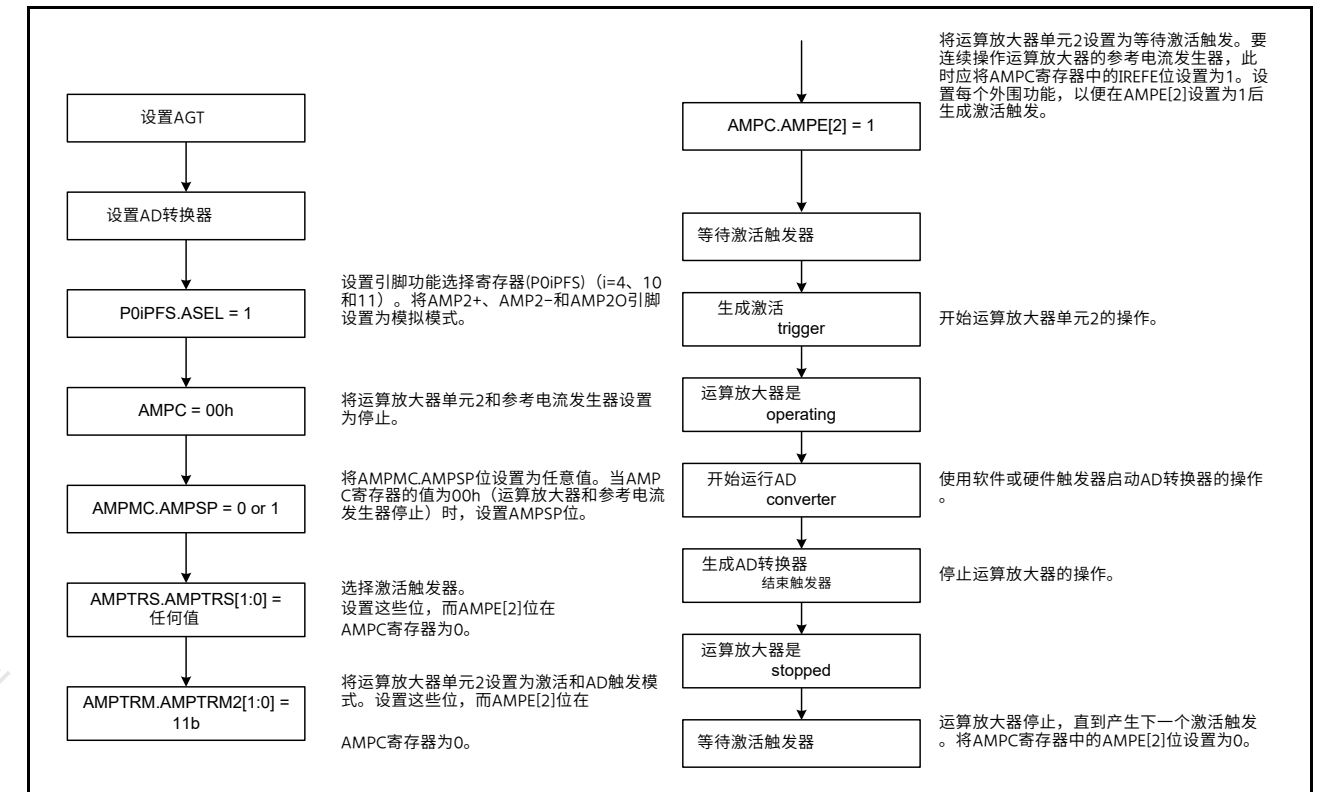 设置AGT
设置AD转换器
P0iPFS.ASEL = 1
设置引脚功能选择寄存器(P0iPFS)（i=4、10
和11）。将AMP2+、AMP2-和AMP2O引脚
设置为模拟模式。
AMPC = 00h
将运算放大器单元2和参考电流发生器设置
为停止。
AMPMC.AMPSP = 0 or 1
将AMPMC.AMPSP位设置为任意值。当AMP
C寄存器的值为00h（运算放大器和参考电流
发生器停止）时，设置AMPSP位。
AMPTRS.AMPTRS[1:0] =
任何值
选择激活触发器。
设置这些位，而AMPE[2]位在
AMPC寄存器为0。
AMPTRM.AMPTRM2[1:0] =
11b
将运算放大器单元2设置为激活和AD触发模
式。设置这些位，而AMPE[2]位在
AMPC寄存器为0。
将运算放大器单元2设置为等待激活触发。要
连续操作运算放大器的参考电流发生器，此
时应将AMPC寄存器中的IREFE位设置为1。设
置每个外围功能，以便在AMPE[2]设置为1后
生成激活触发。
AMPC.AMPE[2] = 1
等待激活触发器
生成激活
trigger
开始运算放大器单元2的操作。
运算放大器是
operating
开始运行AD
converter
使用软件或硬件触发器启动AD转换器的操作
。
生成AD转换器
结束触发器
停止运算放大器的操作。
运算放大器是
stopped
等待激活触发器
运算放大器停止，直到产生下一个激活触发
。将AMPC寄存器中的AMPE[2]位设置为0。